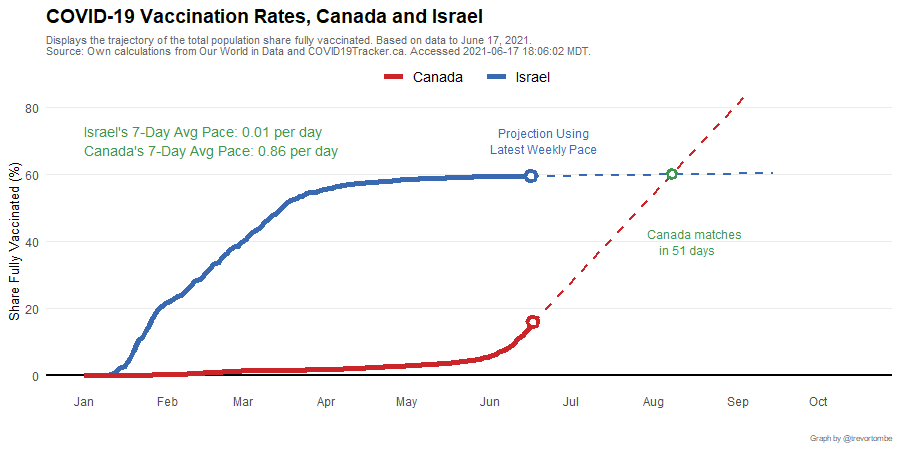 COVID-19 Vaccination Rates, Canada and Israel
Displays the trajectory of the total population share fully vaccinated. Based on data to June 17, 2021.
Source: Own calculations from Our World in Data and COVID19Tracker.ca. Accessed 2021-06-17 18:06:02 MDT.
Canada Israel
Israel's 7-Day Avg Pace: 0.01 per day
Canada's 7-Day Avg Pace: 0.86 per day
Projection Using
Latest Weekly Pace
Canada matches
in 51 days
Share Fully Vaccinated (%)
80
60
40
20
0
Jan Feb Mar Apr May Jun Jul Aug Sep Oct
Graph by @trevortombe